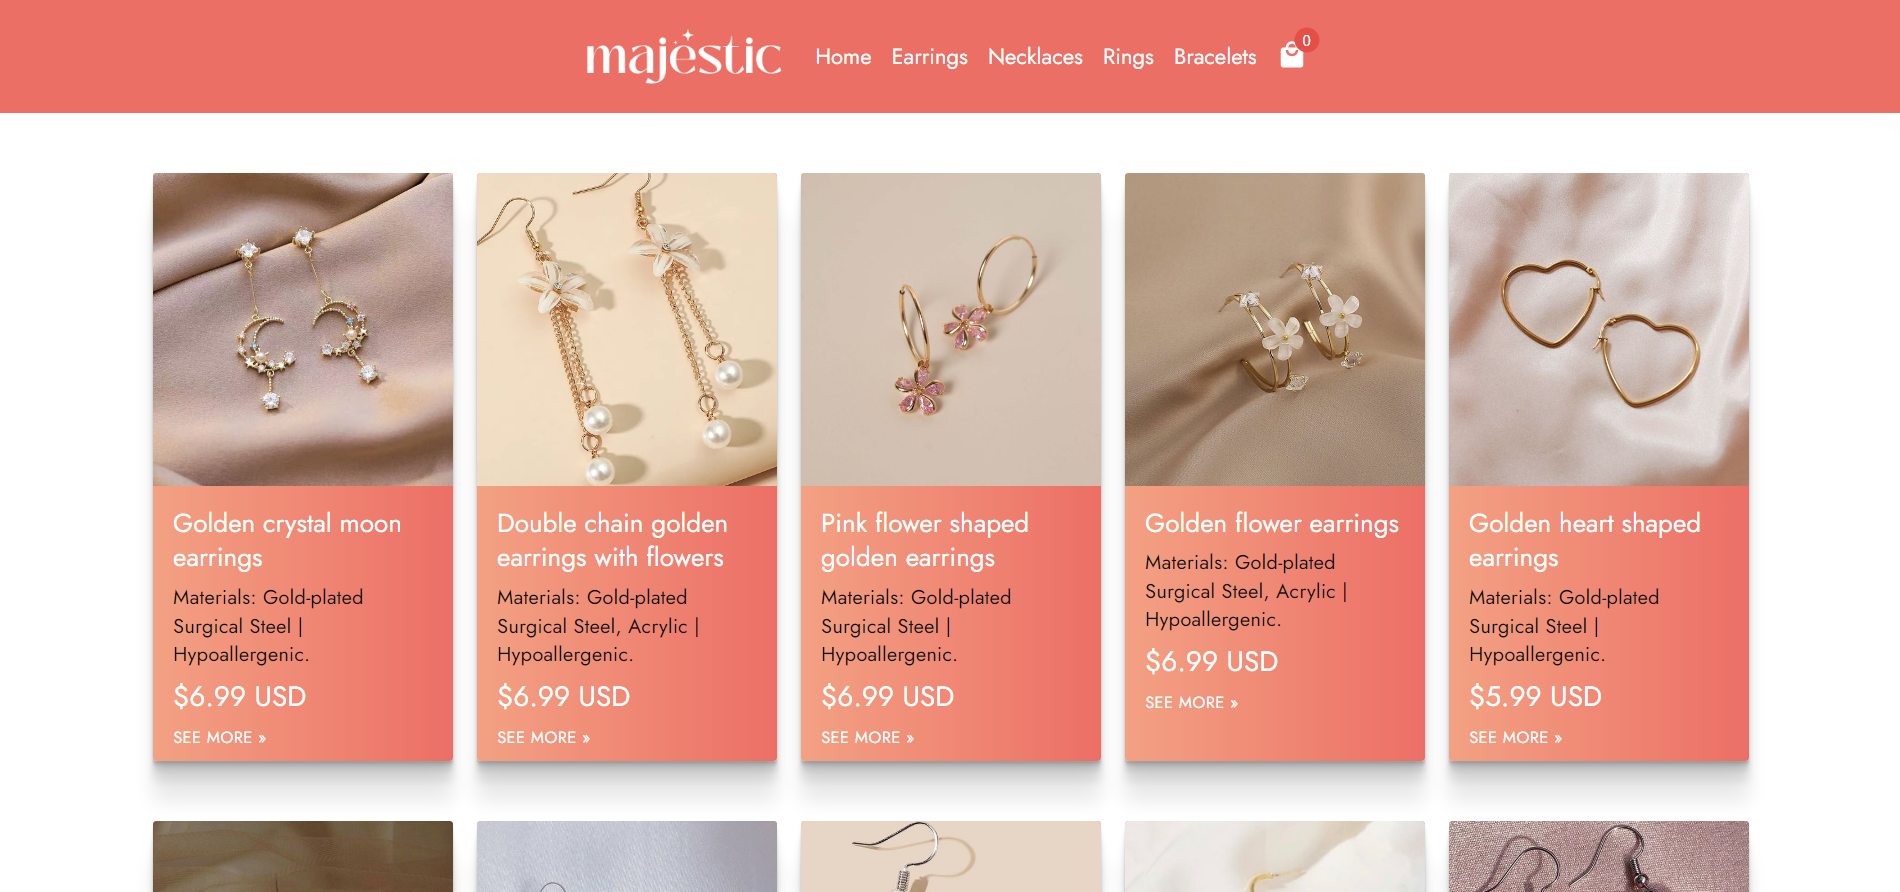 majestic Home Earrings Necklaces Rings Bracelets 0
Golden crystal moon
earrings
Materials: Gold-plated
Surgical Steel |
Hypoallergenic.
$6.99 USD
SEE MORE »
Double chain golden
earrings with flowers
Materials: Gold-plated
Surgical Steel, Acrylic |
Hypoallergenic.
$6.99 USD
SEE MORE »
Pink flower shaped
golden earrings
Materials: Gold-plated
Surgical Steel |
Hypoallergenic.
$6.99 USD
SEE MORE »
Golden flower earrings
Materials: Gold-plated
Surgical Steel, Acrylic |
Hypoallergenic.
$6.99 USD
SEE MORE »
Golden heart shaped
earrings
Materials: Gold-plated
Surgical Steel |
Hypoallergenic.
$5.99 USD
SEE MORE »